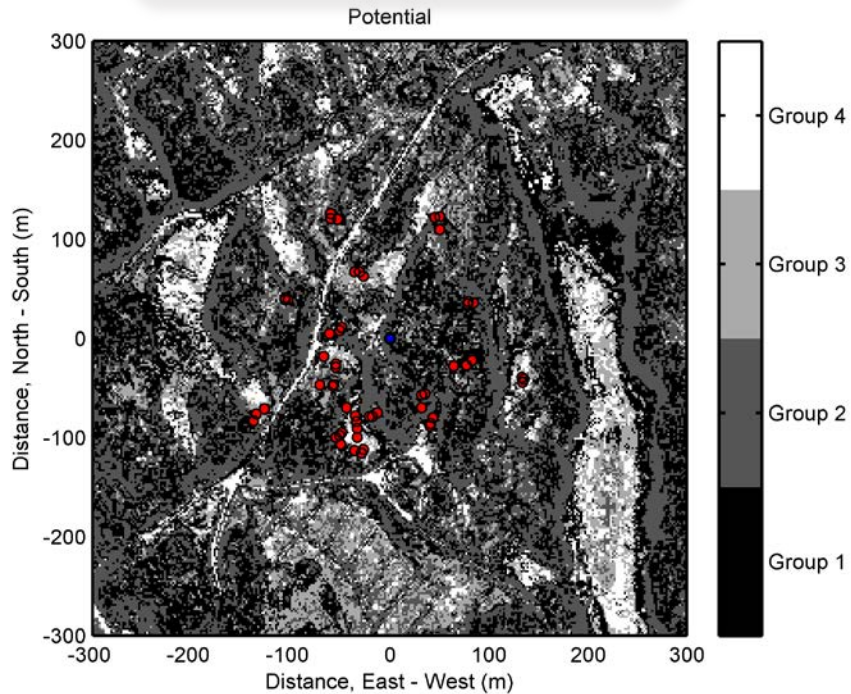 Potential
300
200
100
0
-100
-200
-300
-300 -200 -100 0 100 200 300
Distance, North - South (m)
Distance, East - West (m)
Group 4
Group 3
Group 2
Group 1